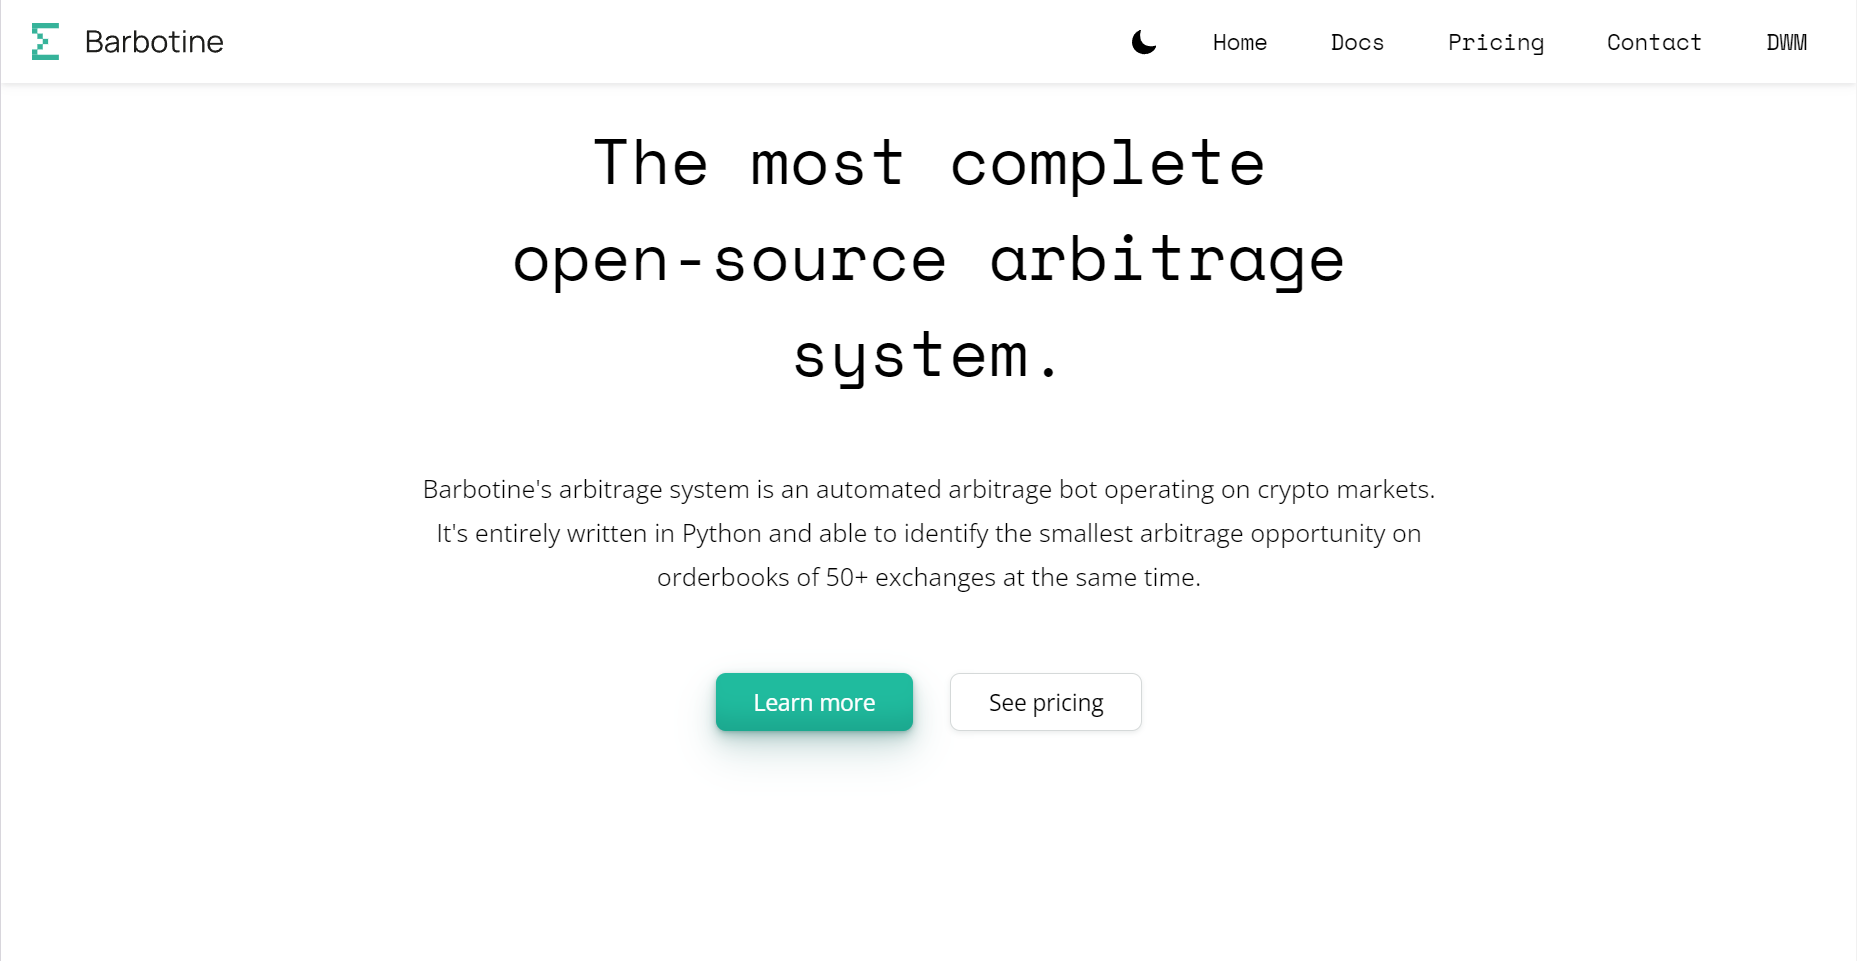 Barbotine
Home Docs Pricing Contact DWM
The most complete
open-source arbitrage
system.
Barbotine's arbitrage system is an automated arbitrage bot operating on crypto markets.
It's entirely written in Python and able to identify the smallest arbitrage opportunity on
orderbooks of 50+ exchanges at the same time.
Learn more
See pricing